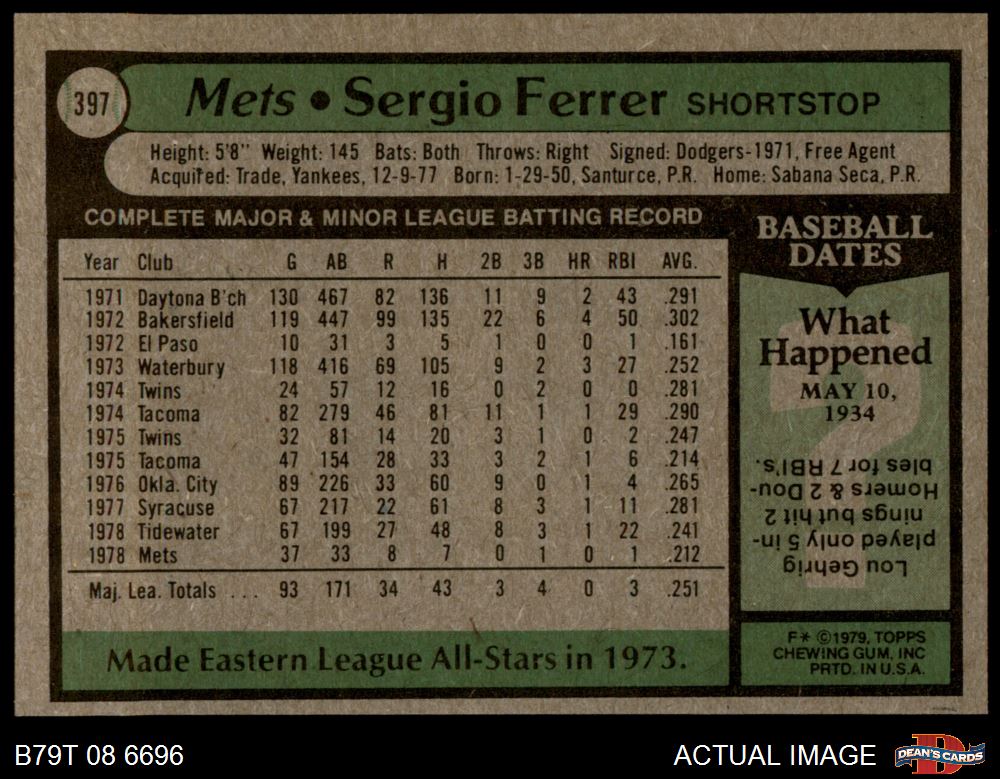 397
Mets • Sergio Ferrer SHORTSTOP
Height: 5'8" Weight: 145 Bats: Both Throws: Right Signed: Dodgers-1971, Free Agent
Acquired: Trade, Yankees, 12-9-77 Born: 1-29-50, Santurce, P.R. Home: Sabana Seca, P.R.
COMPLETE MAJOR & MINOR LEAGUE BATTING RECORD
Year Club G AB R H 2B 3B HR RBI AVG.
1971 Daytona B'ch 130 467 82 136 11 9 2 43 .291
1972 Bakersfield 119 447 99 135 22 6 4 50 .302
1972 El Paso 10 31 3 5 1 0 0 1 .161
1973 Waterbury 118 416 69 105 9 2 3 27 .252
1974 Twins 24 57 12 16 0 2 0 0 .281
1974 Tacoma 82 279 46 81 11 1 1 29 .290
1975 Twins 32 81 14 20 3 1 0 2 .247
1975 Tacoma 47 154 28 33 3 2 1 6 .214
1976 Okla. City 89 226 33 60 9 0 1 4 .265
1977 Syracuse 67 217 22 61 8 3 1 11 .281
1978 Tidewater 67 199 27 48 8 3 1 22 .241
1978 Mets 37 33 8 7 0 1 0 1 .212
Maj. Lea. Totals . . . 93 171 34 43 3 4 0 3 .251
Made Eastern League All-Stars in 1973.
BASEBALL
DATES
What
Happened
MAY 10,
1934
Lou Gehrig
played only 5 in-
nings but hit 2
Homers & 2 Dou-
bles for 7 RBI's.
F* ©1979, TOPPS
CHEWING GUM, INC
PRTD. IN U.S.A.
B79T 08 6696
ACTUAL IMAGE
D
DEAN'S CARDS